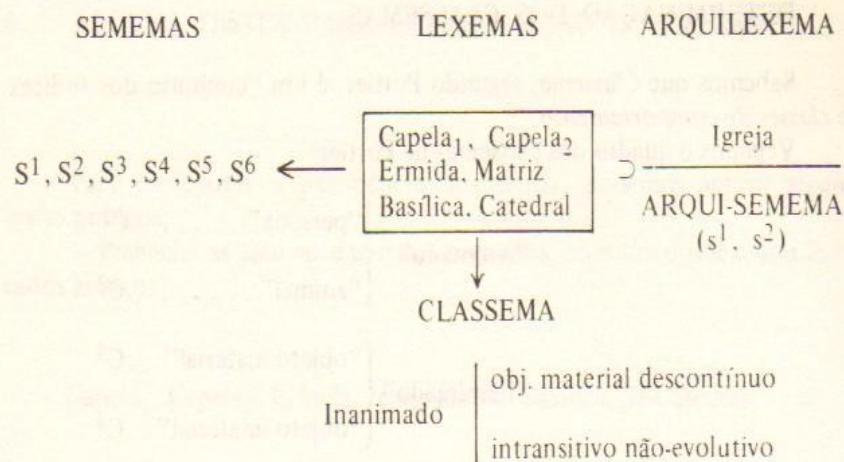 SEMEMAS LEXEMAS ARQUILEXEMA
Capela₁, Capela₂
Ermida, Matriz
Basílica, Catedral
Igreja
S¹, S², S³, S⁴, S⁵, S⁶
ARQUI-SEMEMA
(s¹, s²)
CLASSEMA
Inanimado
obj. material descontínuo
intransitivo não-evolutivo